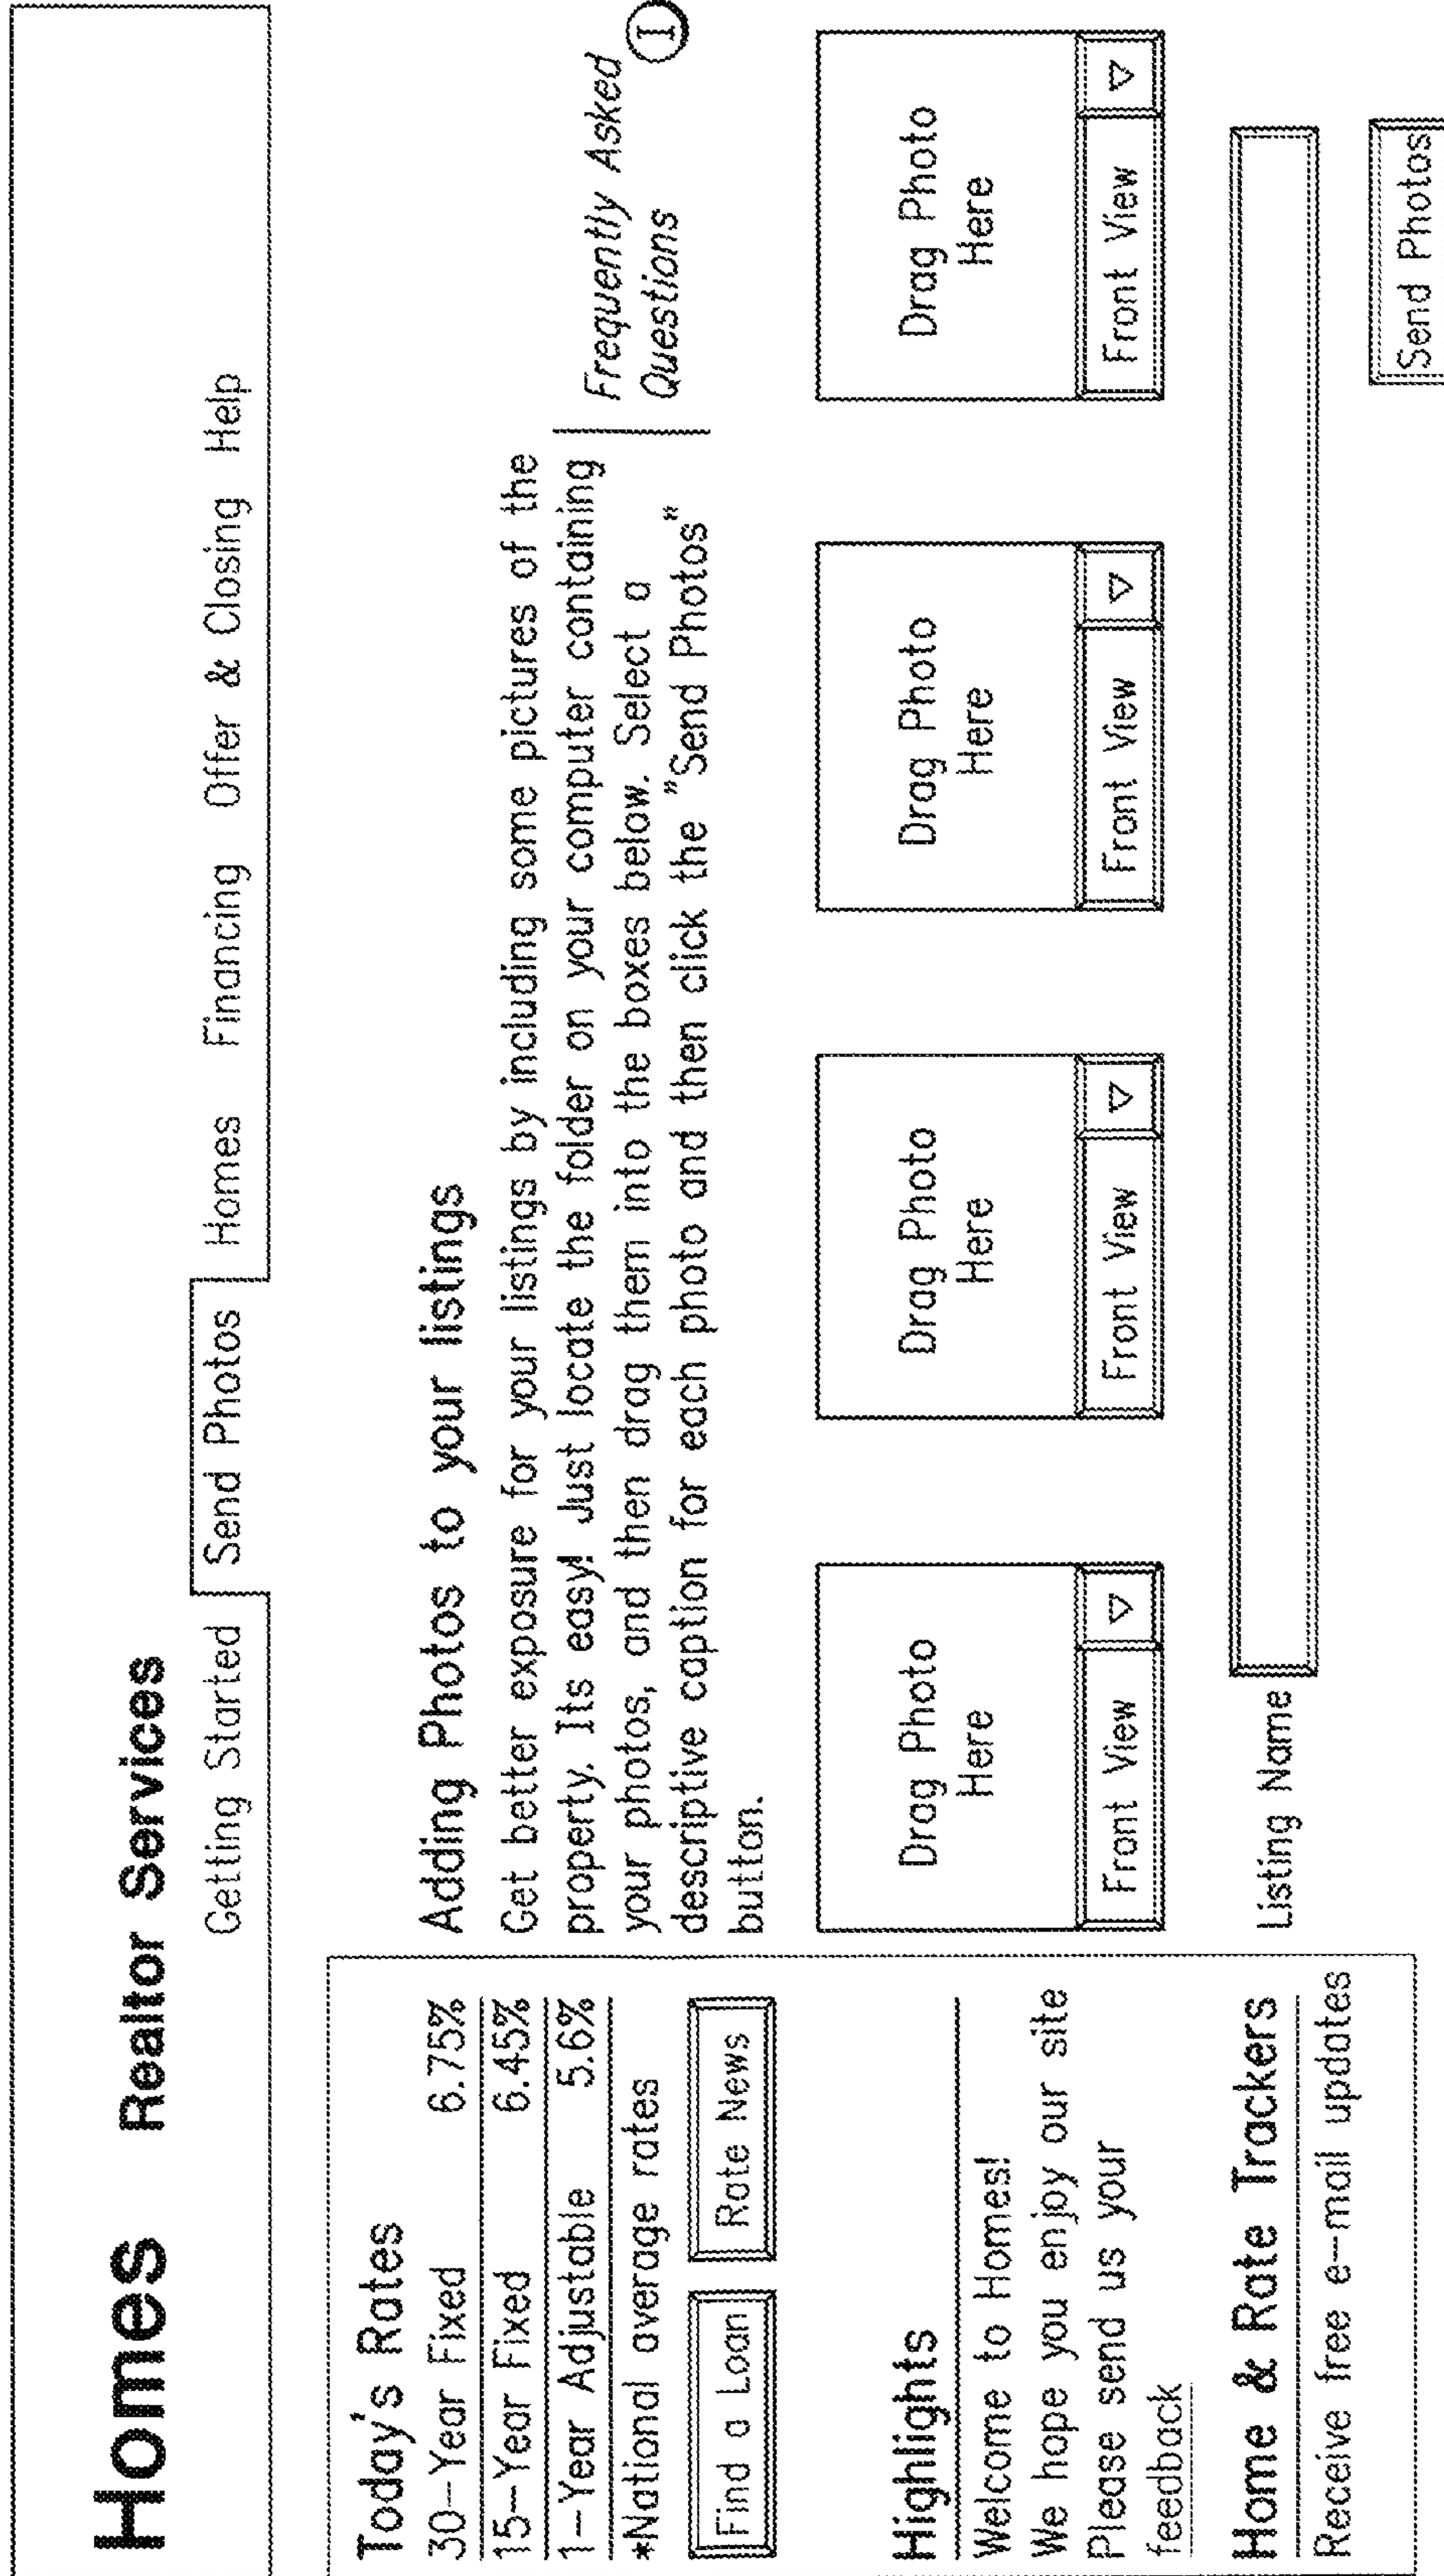 Homes Realtor Services
Getting Started Send Photos Homes Financing Offer & Closing Help
Today's Rates
30-Year Fixed 6.75%
15-Year Fixed 6.45%
1-Year Adjustable 5.6%
*National average rates
Find a Loan Rate News
Highlights
Welcome to Homes!
We hope you enjoy our site
Please send us your
feedback
Home & Rate Trackers
Receive free e-mail updates
Adding Photos to your listings
Get better exposure for your listings by including some pictures of the
property. Its easy! Just locate the folder on your computer containing
your photos, and then drag them into the boxes below. Select a
descriptive caption for each photo and then click the "Send Photos"
button.
Frequently Asked
Questions
I
Drag Photo
Here
Front View
Drag Photo
Here
Front View
Drag Photo
Here
Front View
Drag Photo
Here
Front View
Listing Name
Send Photos